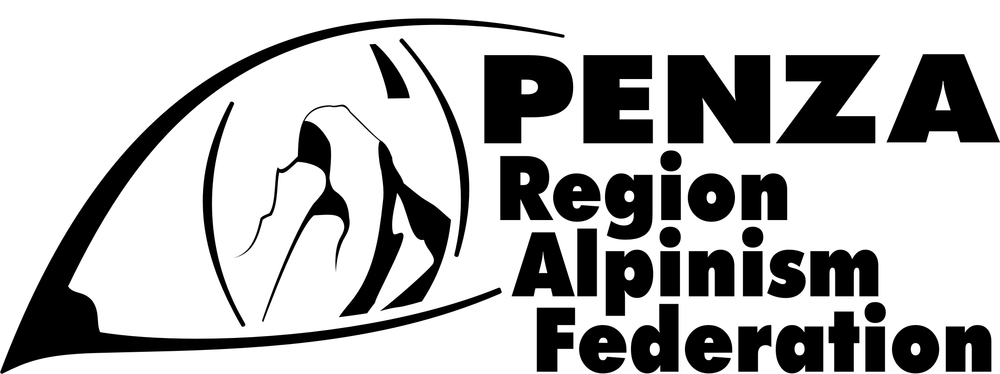 PENZA
Region
Alpinism
Federation